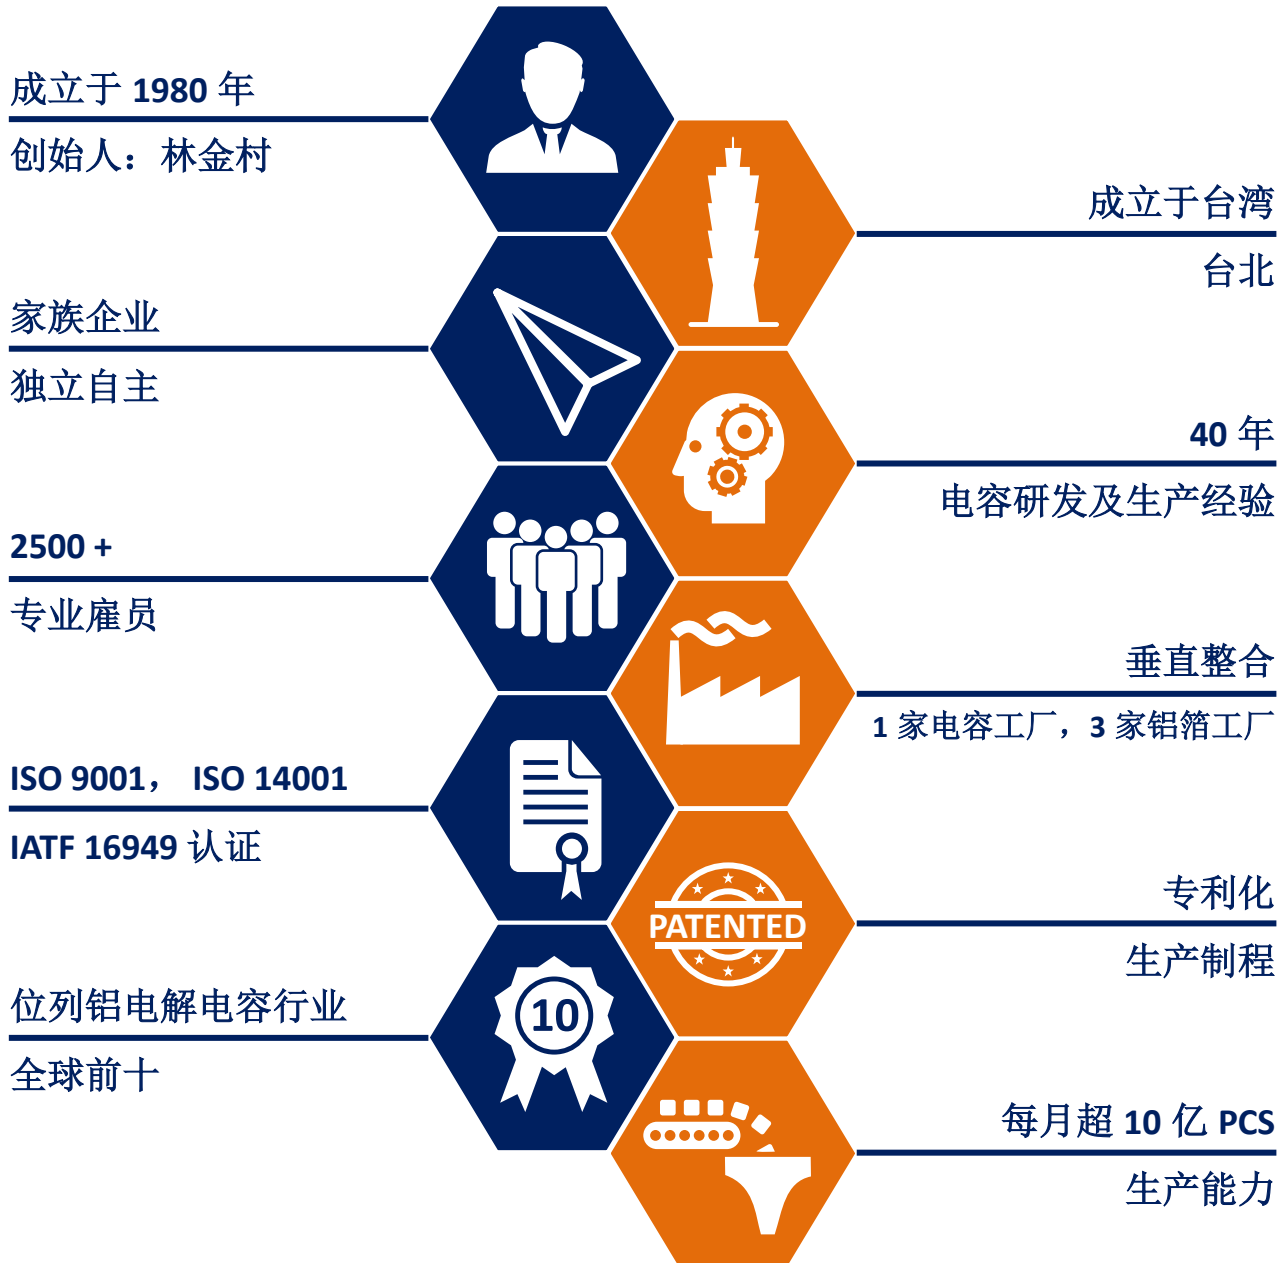 成立于 1980 年
创始人：林金村
成立于台湾
台北
家族企业
独立自主
40 年
电容研发及生产经验
2500 +
专业雇员
垂直整合
1 家电容工厂，3 家铝箔工厂
ISO 9001， ISO 14001
IATF 16949 认证
PATENTED
专利化
生产制程
10
位列铝电解电容行业
全球前十
每月超 10 亿 PCS
生产能力